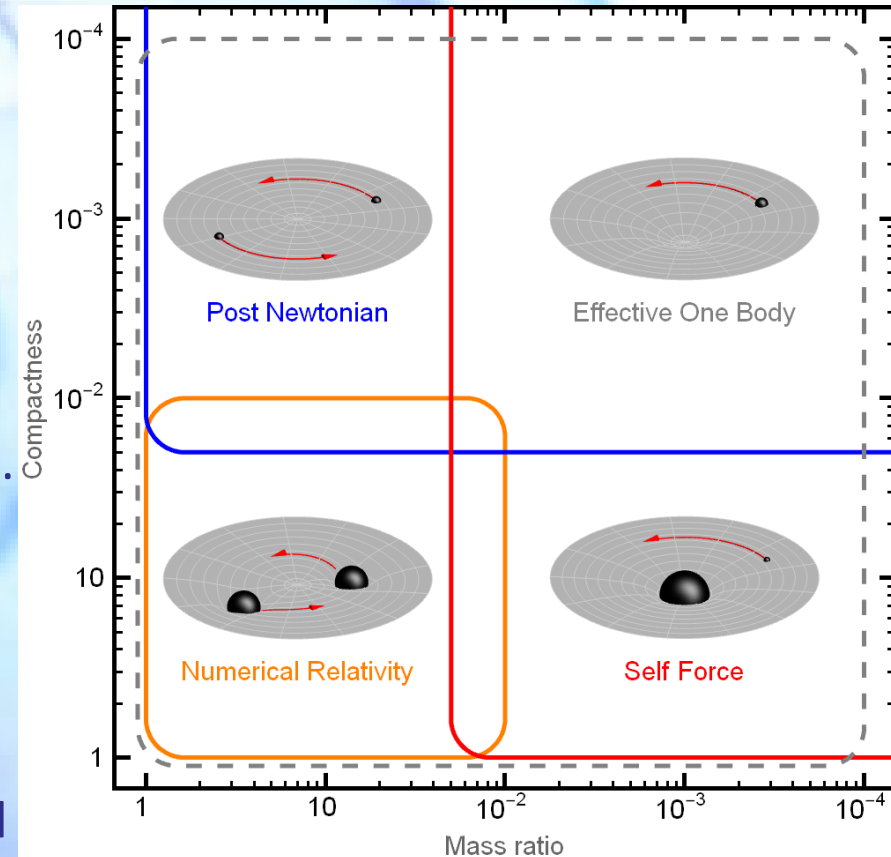 10⁻⁴
10⁻³
Post Newtonian
Effective One Body
Compactness
10⁻²
.
10
Numerical Relativity
Self Force
1
1
10
10⁻²
10⁻³
10⁻⁴
Mass ratio